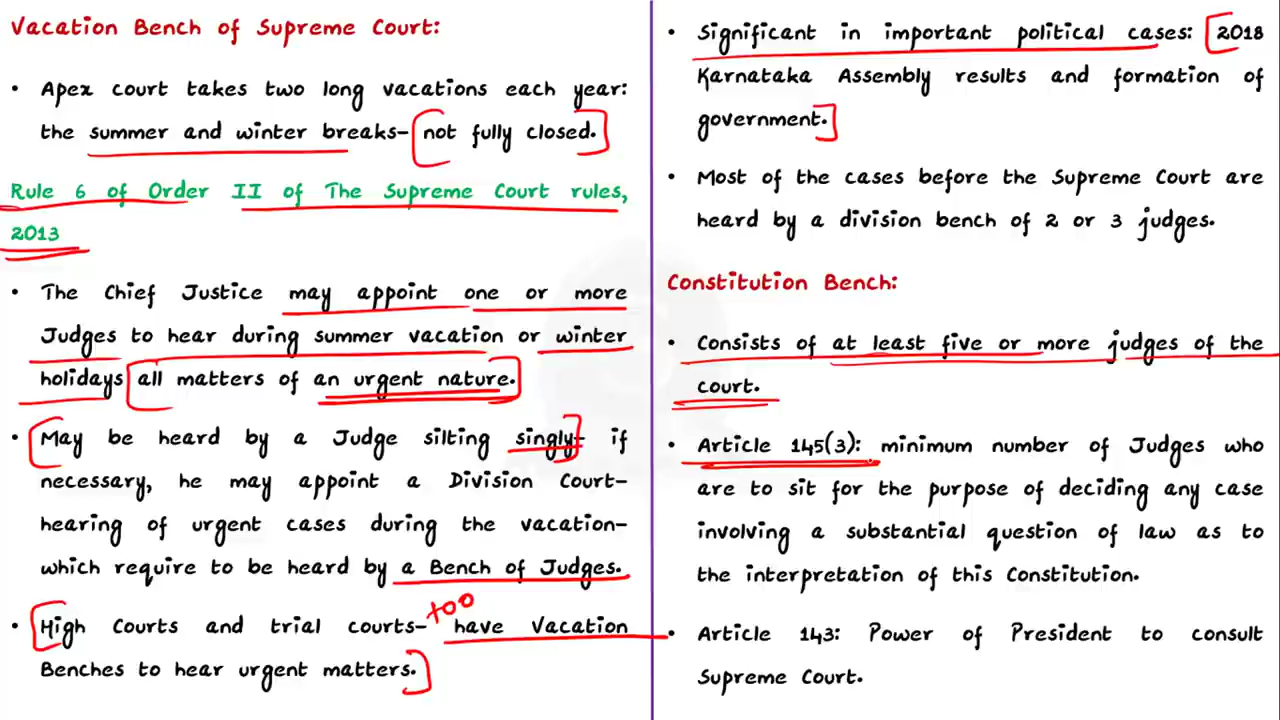 Vacation Bench of Supreme Court:
• Apex court takes two long vacations each year:
the summer and winter breaks- not fully closed.
Rule 6 of Order II of The Supreme Court rules,
2013
• The Chief Justice may appoint one or more
Judges to hear during summer vacation or winter
holidays all matters of an urgent nature.
• May be heard by a Judge silting singly- if
necessary, he may appoint a Division Court-
hearing of urgent cases during the vacation-
which require to be heard by a Bench of Judges.
too
• High Courts and trial courts- have Vacation
Benches to hear urgent matters.
• Significant in important political cases: 2018
Karnataka Assembly results and formation of
government.
• Most of the cases before the Supreme Court are
heard by a division bench of 2 or 3 judges.
Constitution Bench:
• Consists of at least five or more judges of the
court.
• Article 145(3): minimum number of Judges who
are to sit for the purpose of deciding any case
involving a substantial question of law as to
the interpretation of this Constitution.
• Article 143: Power of President to consult
Supreme Court.